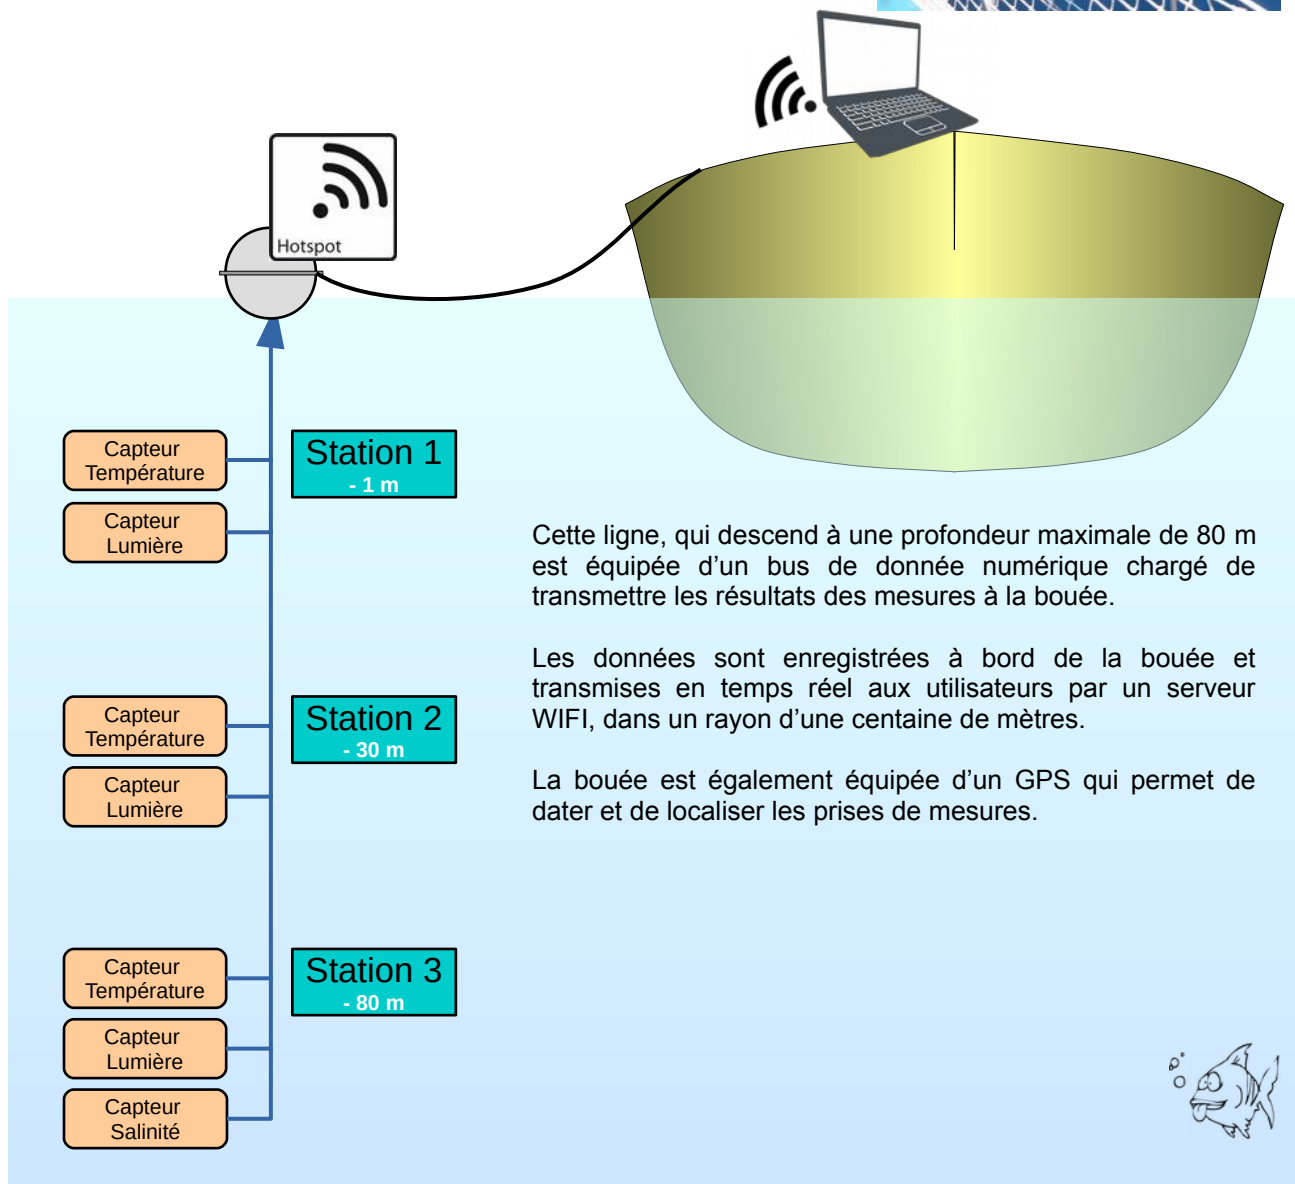 Hotspot
Capteur
Température
Station 1
- 1 m
Capteur
Lumière
Cette ligne, qui descend à une profondeur maximale de 80 m
est équipée d’un bus de donnée numérique chargé de
transmettre les résultats des mesures à la bouée.
Les données sont enregistrées à bord de la bouée et
transmises en temps réel aux utilisateurs par un serveur
WIFI, dans un rayon d’une centaine de mètres.
La bouée est également équipée d’un GPS qui permet de
dater et de localiser les prises de mesures.
Capteur
Température
Station 2
- 30 m
Capteur
Lumière
Capteur
Température
Station 3
- 80 m
Capteur
Lumière
Capteur
Salinité